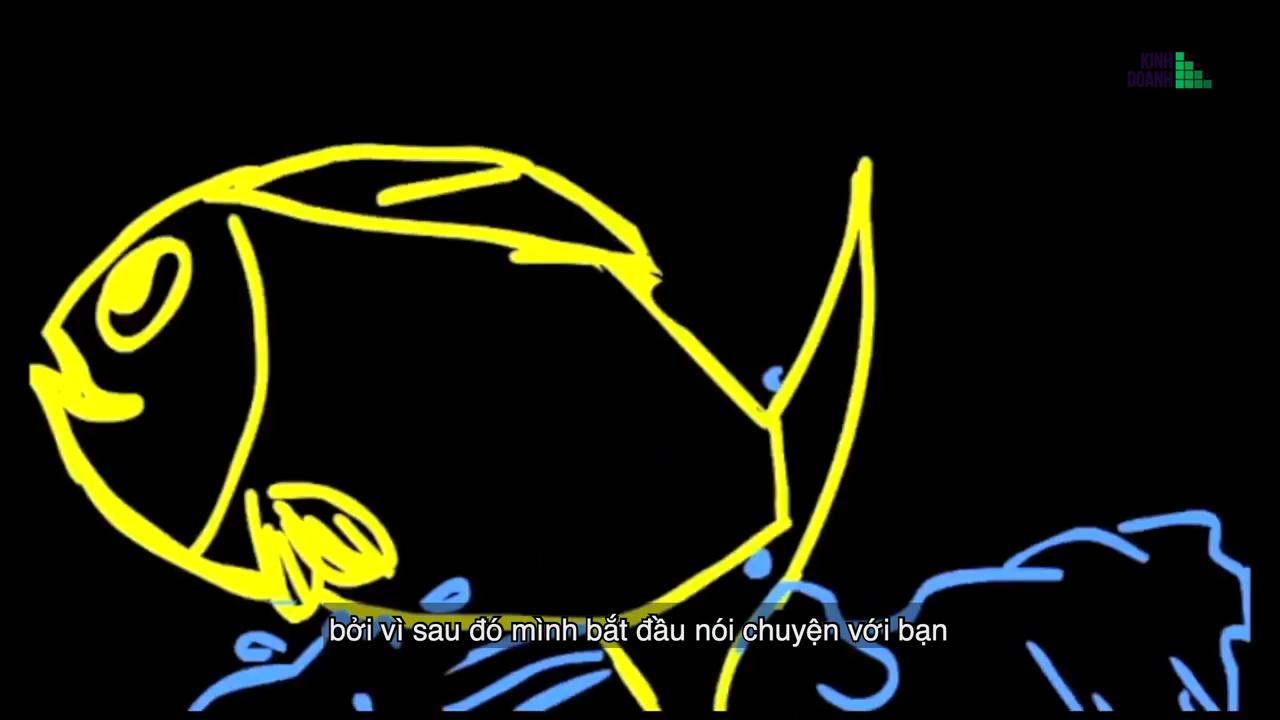 KINH
DOANH
bởi vì sau đó mình bắt đầu nói chuyện với bạn